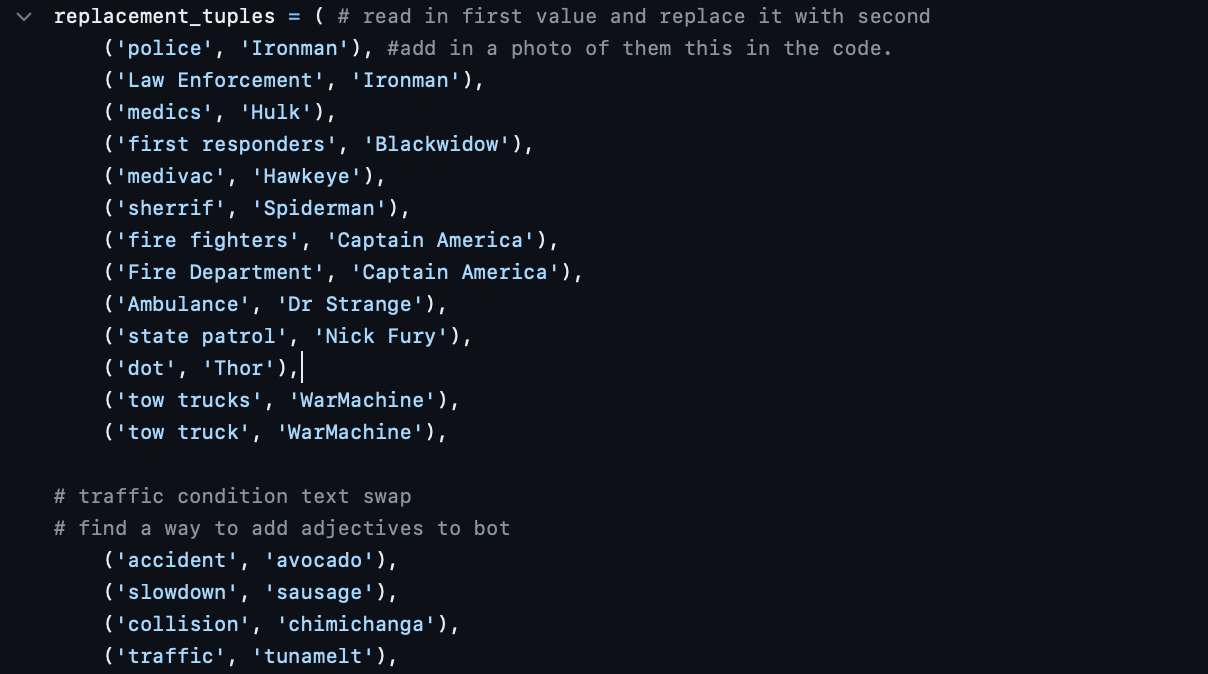 replacement_tuples = ( # read in first value and replace it with second
('police', 'Ironman'), #add in a photo of them this in the code.
('Law Enforcement', 'Ironman'),
('medics', 'Hulk'),
('first responders', 'Blackwidow'),
('medivac', 'Hawkeye'),
('sherrif', 'Spiderman'),
('fire fighters', 'Captain America'),
('Fire Department', 'Captain America'),
('Ambulance', 'Dr Strange'),
('state patrol', 'Nick Fury'),
('dot', 'Thor'),
('tow trucks', 'WarMachine'),
('tow truck', 'WarMachine'),
# traffic condition text swap
# find a way to add adjectives to bot
('accident', 'avocado'),
('slowdown', 'sausage'),
('collision', 'chimichanga'),
('traffic', 'tunamelt'),